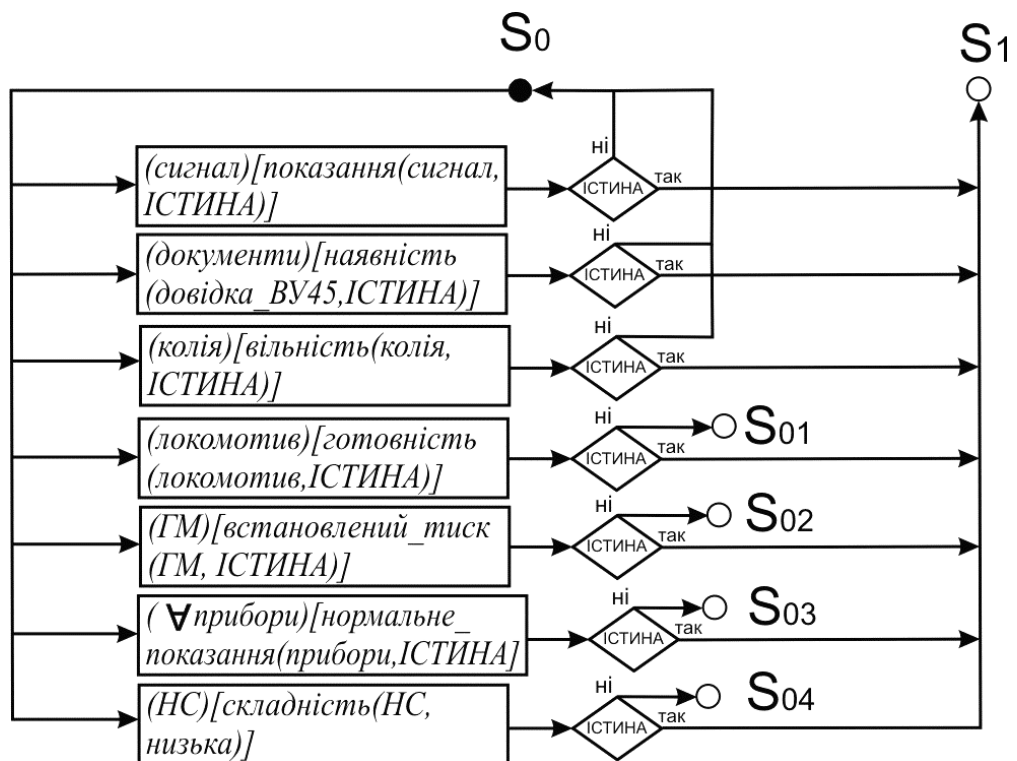 S0
S1
ні
(сигнал)[показання(сигнал,
ІСТИНА)]
ІСТИНА
так
ні
(документи)[наявність
(довідка_ВУ45,ІСТИНА)]
ІСТИНА
так
ні
(колія)[вільність(колія,
ІСТИНА)]
ІСТИНА
так
ні
S01
(локомотив)[готовність
(локомотив,ІСТИНА)]
ІСТИНА
так
ні
S02
(ГМ)[встановлений_тиск
(ГМ, ІСТИНА)]
ІСТИНА
так
ні
S03
(∀прибори)[нормальне_
показання(прибори,ІСТИНА]
ІСТИНА
так
ні
S04
(НС)[складність(НС,
низька)]
ІСТИНА
так